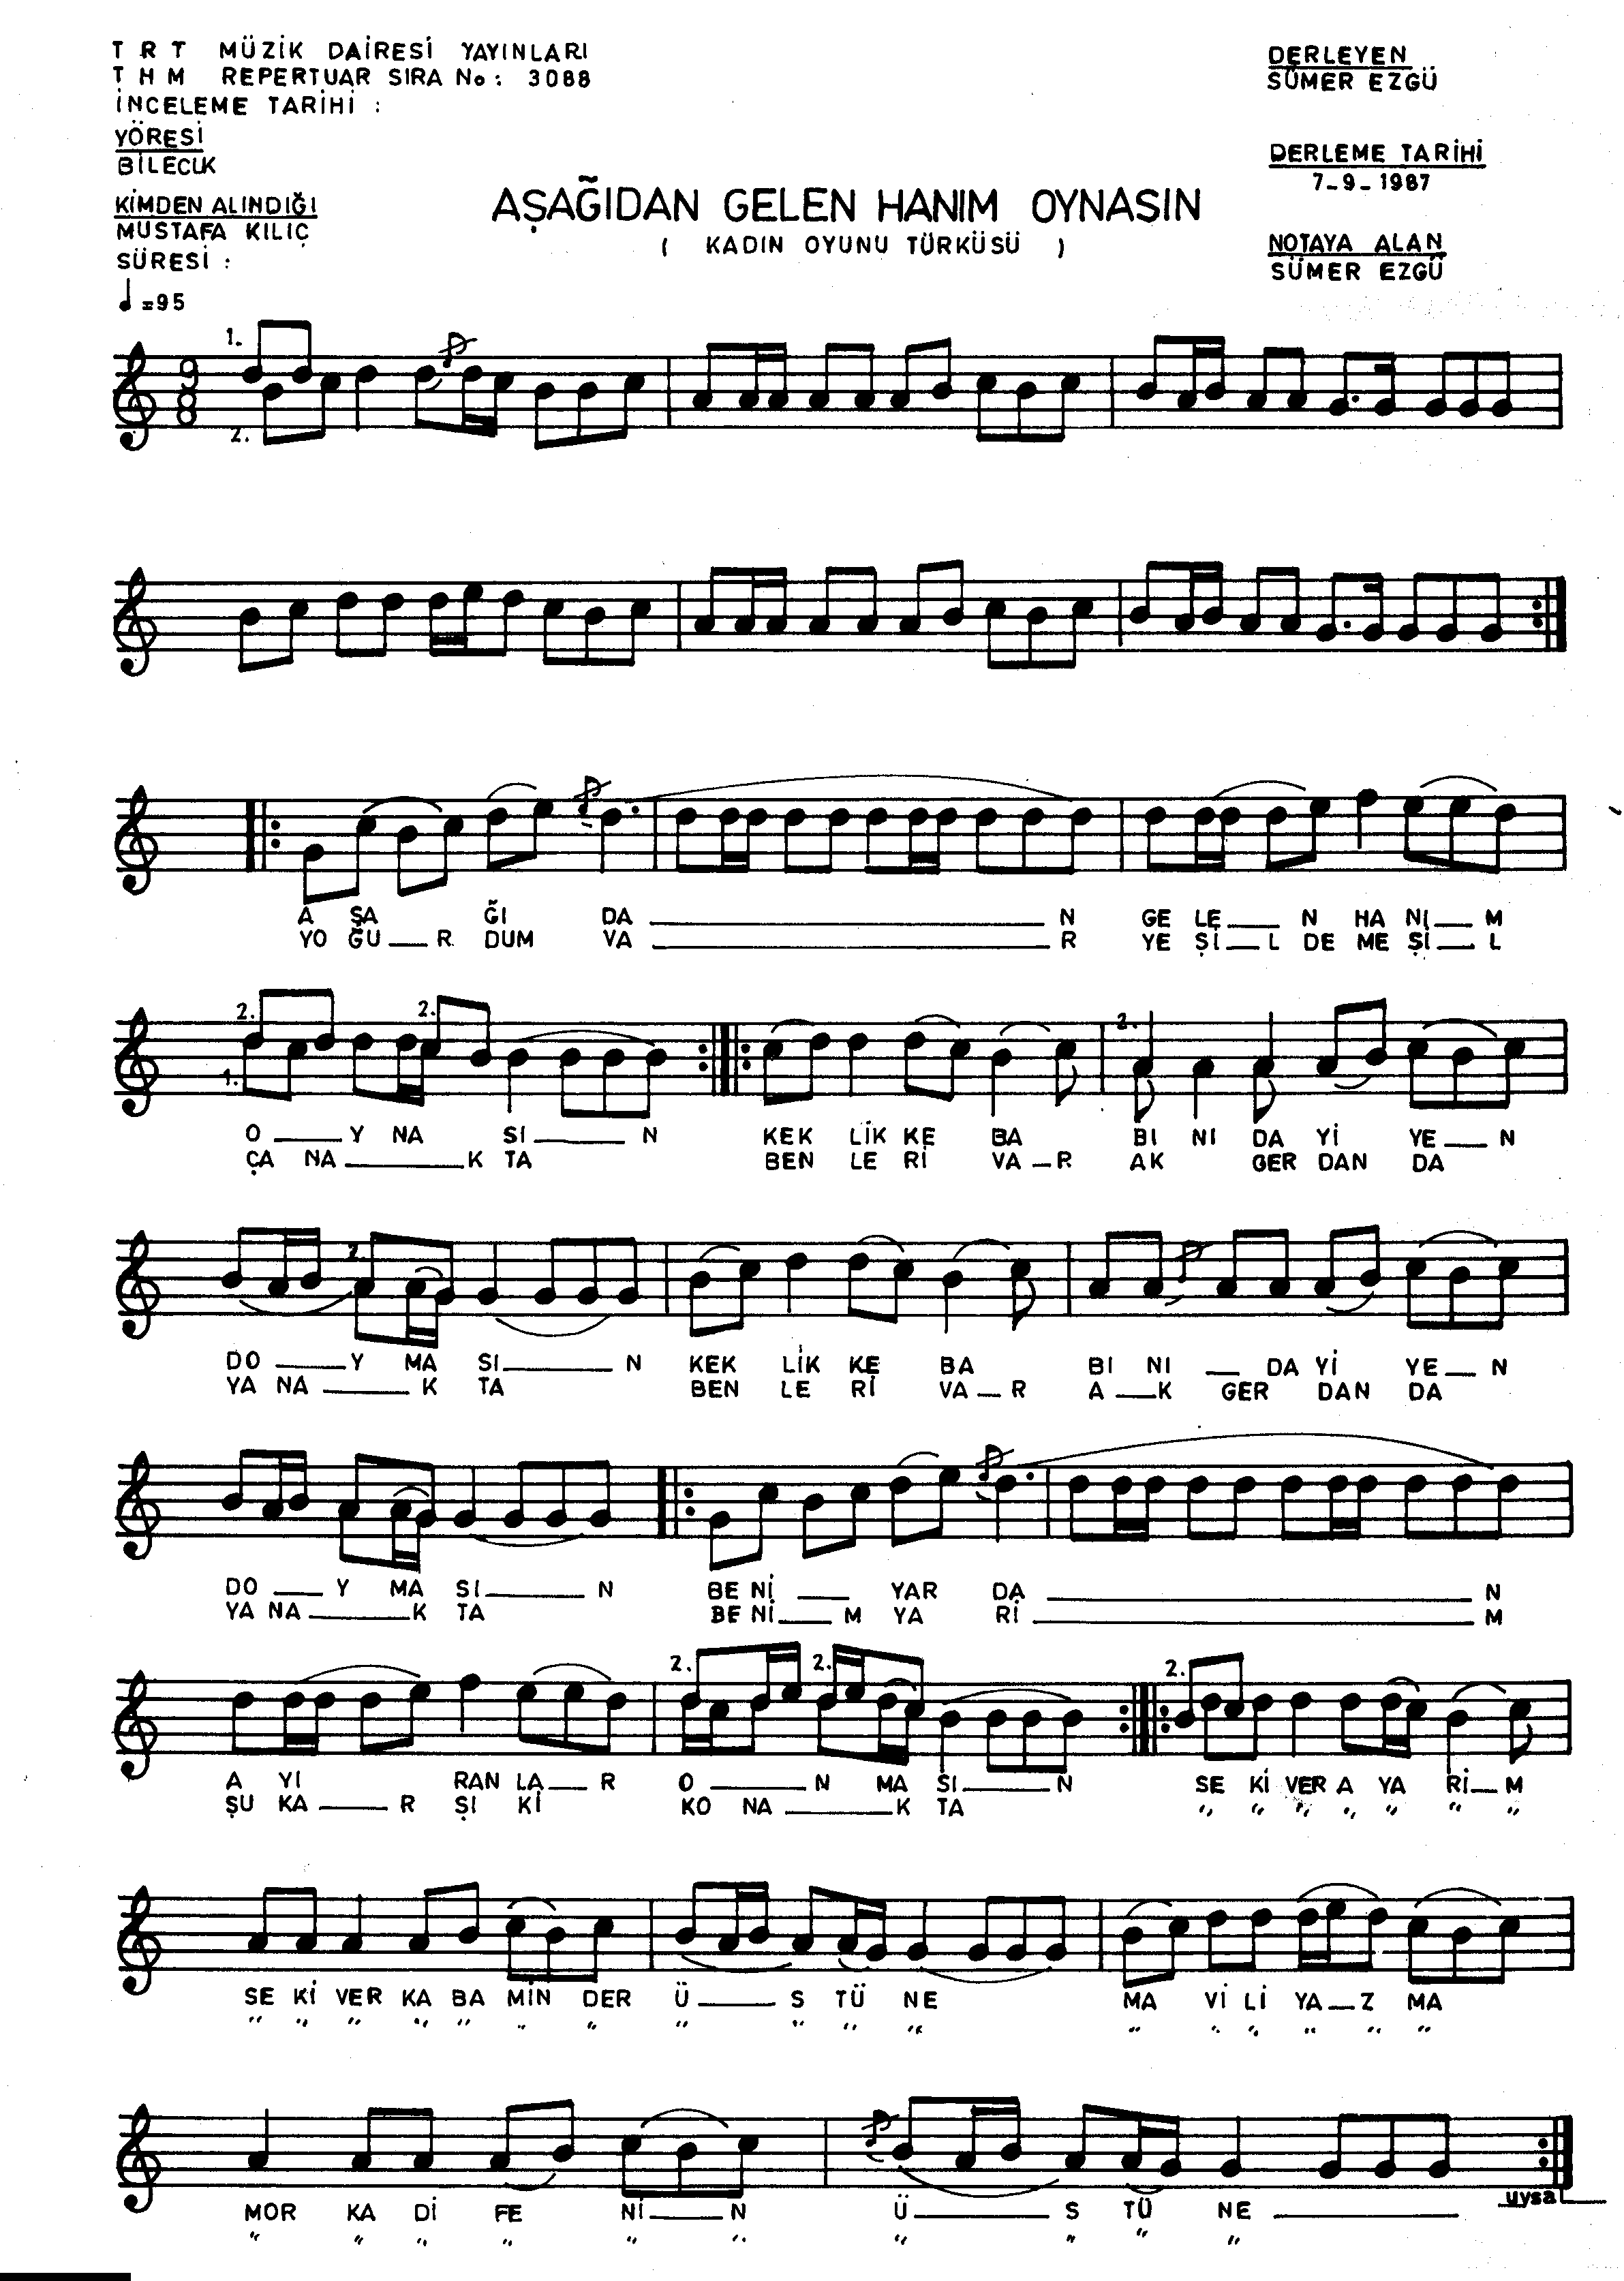 T R T MÜZİK DAİRESİ YAYINLARI
T H M REPERTUAR SIRA No : 3088
İNCELEME TARİHİ :
YÖRESİ
BİLECİK
KİMDEN ALINDIĞI
MUSTAFA KILIÇ
SÜRESİ :
=95
DERLEYEN
SÜMER EZGÜ
DERLEME TARİHİ
7-9-1987
NOTAYA ALAN
SÜMER EZGÜ
AŞAĞIDAN GELEN HANIM OYNASIN
( KADIN OYUNU TÜRKÜSÜ )
1.
9
8
2.
A ŞA ĞI DA N GE LE N HA NI M
YO ĞU R DUM VA R YE Şİ L DE ME Şİ L
2. 2. 2.
1.
O Y NA SI N KEK LİK KE BA BI NI DA Yİ YE N
ÇA NA K TA BEN LE Rİ VA R AK GER DAN DA
2
DO Y MA SI N KEK LİK KE BA BI NI DA Yİ YE N
YA NA K TA BEN LE Rİ VA R A K GER DAN DA
DO Y MA SI N BE Nİ YAR DA N
YA NA K TA BE Nİ M YA Rİ M
2. 2. 2.
A YI RAN LA R O N MA SI N SE Kİ VER A YA Rİ M
ŞU KA R ŞI Kİ KO NA K TA " " " " " " "
SE Kİ VER KA BA MİN DER Ü S TÜ NE MA Vİ Lİ YA Z MA
" " " " " " " " " " " " " " " " "
MOR KA Dİ FE Nİ N Ü S TÜ NE
" " " " " " " " " "
uysal